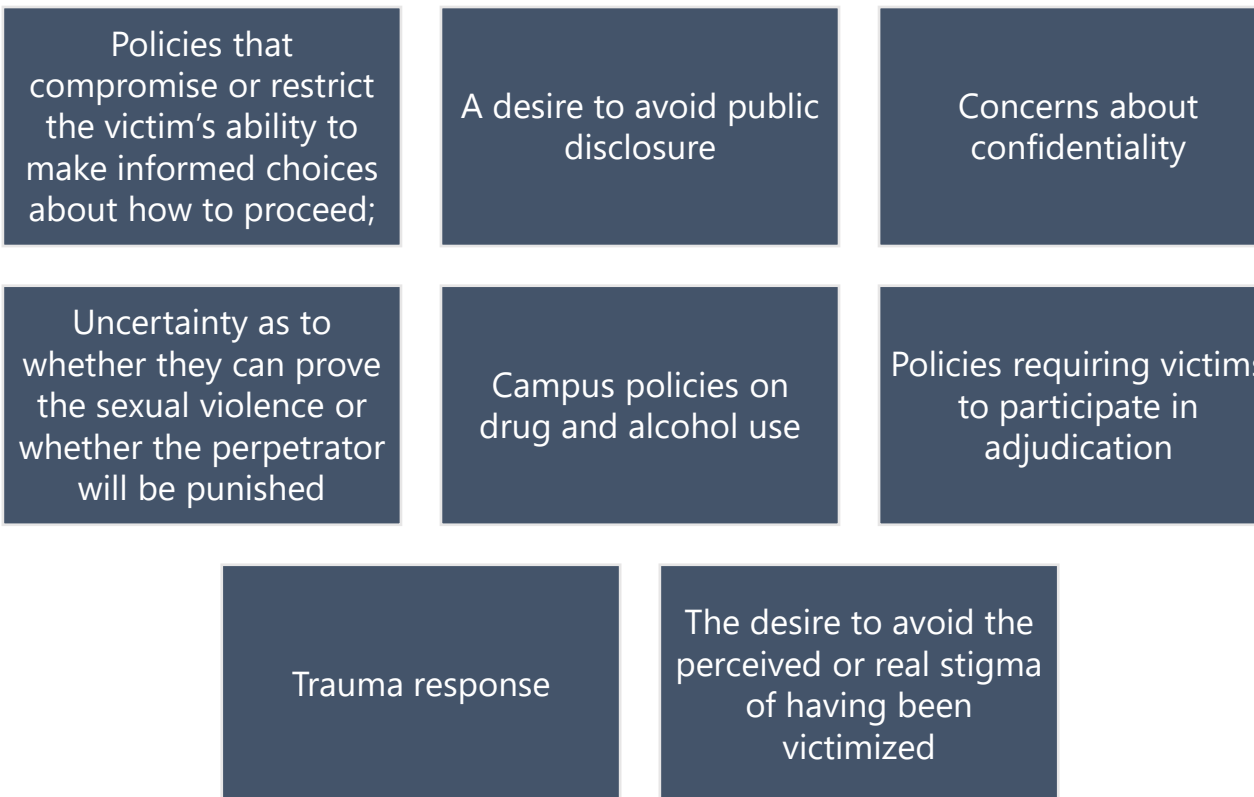 Policies that
compromise or restrict
the victim’s ability to
make informed choices
about how to proceed;
A desire to avoid public
disclosure
Concerns about
confidentiality
Uncertainty as to
whether they can prove
the sexual violence or
whether the perpetrator
will be punished
Campus policies on
drug and alcohol use
Policies requiring victims
to participate in
adjudication
Trauma response
The desire to avoid the
perceived or real stigma
of having been
victimized